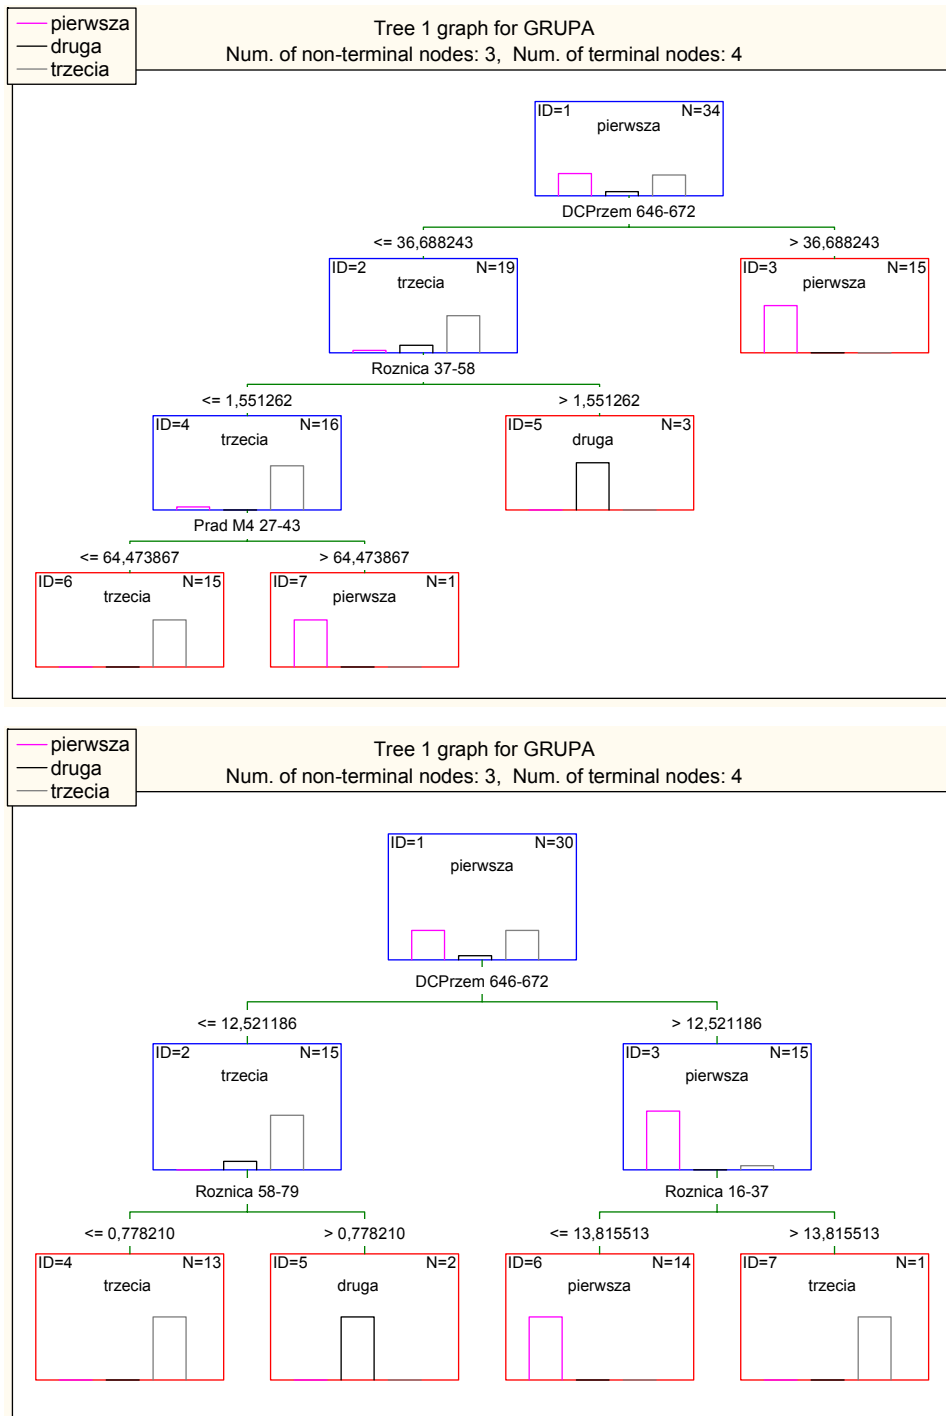 pierwsza
druga
trzecia
Tree 1 graph for GRUPA
Num. of non-terminal nodes: 3,  Num. of terminal nodes: 4
ID=1 N=34
pierwsza
DCPrzem 646-672
<= 36,688243 > 36,688243
ID=2 N=19 ID=3 N=15
trzecia pierwsza
Roznica 37-58
<= 1,551262 > 1,551262
ID=4 N=16 ID=5 N=3
trzecia druga
Prad M4 27-43
<= 64,473867 > 64,473867
ID=6 N=15 ID=7 N=1
trzecia pierwsza
pierwsza
druga
trzecia
Tree 1 graph for GRUPA
Num. of non-terminal nodes: 3,  Num. of terminal nodes: 4
ID=1 N=30
pierwsza
DCPrzem 646-672
<= 12,521186 > 12,521186
ID=2 N=15 ID=3 N=15
trzecia pierwsza
Roznica 58-79 Roznica 16-37
<= 0,778210 > 0,778210 <= 13,815513 > 13,815513
ID=4 N=13 ID=5 N=2 ID=6 N=14 ID=7 N=1
trzecia druga pierwsza trzecia